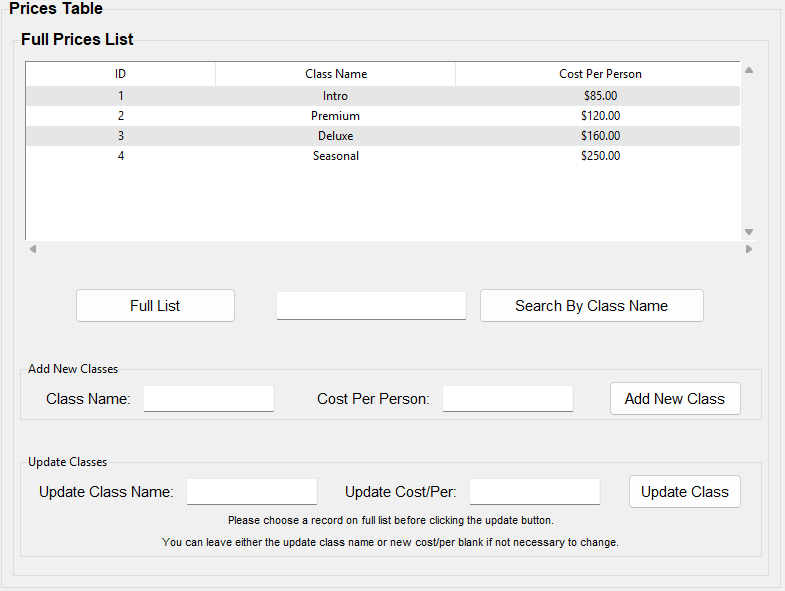 Prices Table
Full Prices List
ID Class Name Cost Per Person
1 Intro $85.00
2 Premium $120.00
3 Deluxe $160.00
4 Seasonal $250.00
Full List Search By Class Name
Add New Classes
Class Name: Cost Per Person: Add New Class
Update Classes
Update Class Name: Update Cost/Per: Update Class
Please choose a record on full list before clicking the update button.
You can leave either the update class name or new cost/per blank if not necessary to change.